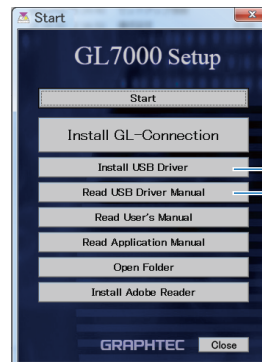 Start
GL7000 Setup
Start
Install GL-Connection
Install USB Driver
Read USB Driver Manual
Read User's Manual
Read Application Manual
Open Folder
Install Adobe Reader
GRAPHTEC
Close